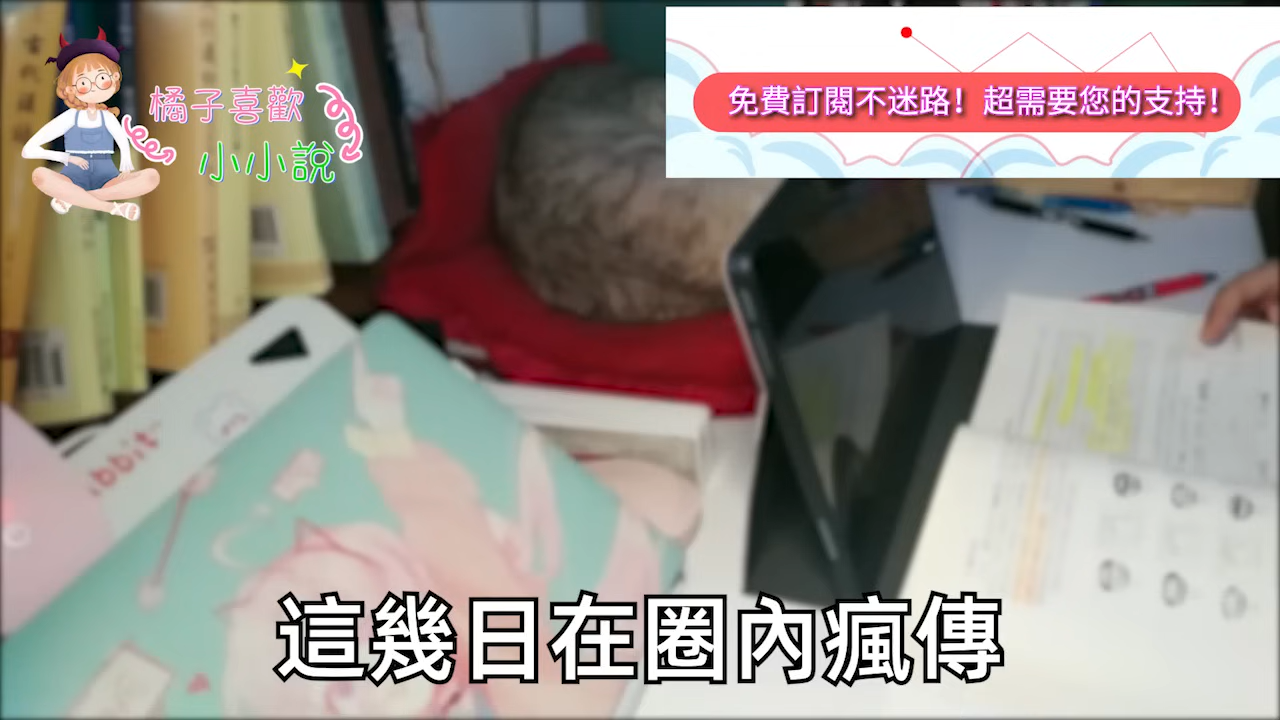 橘子喜歡
小小說
免費訂閱不迷路！超需要您的支持！
這幾日在圈內瘋傳